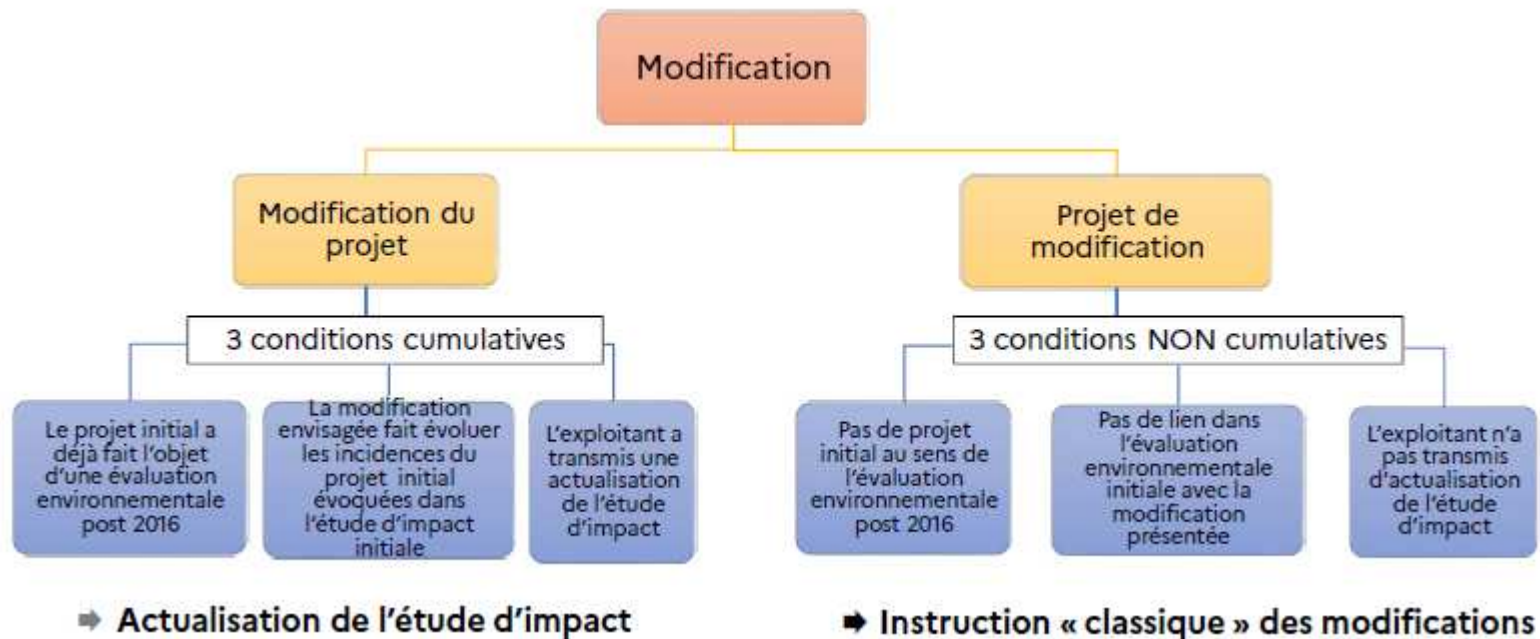 Modification
Modification du
projet
Projet de
modification
3 conditions cumulatives
3 conditions NON cumulatives
Le projet initial a
déjà fait l'objet
d'une évaluation
environnementale
post 2016
La modification
envisagée fait évoluer
les incidences du
projet initial
évoquées dans
l'étude d'impact
initiale
L'exploitant a
transmis une
actualisation
de l'étude
d'impact
Pas de projet
initial au sens de
l'évaluation
environnementale
post 2016
Pas de lien dans
l'évaluation
environnementale
initiale avec la
modification
présentée
L'exploitant n'a
pas transmis
d'actualisation
de l'étude
d'impact
➡ Actualisation de l'étude d'impact
➡ Instruction « classique » des modifications